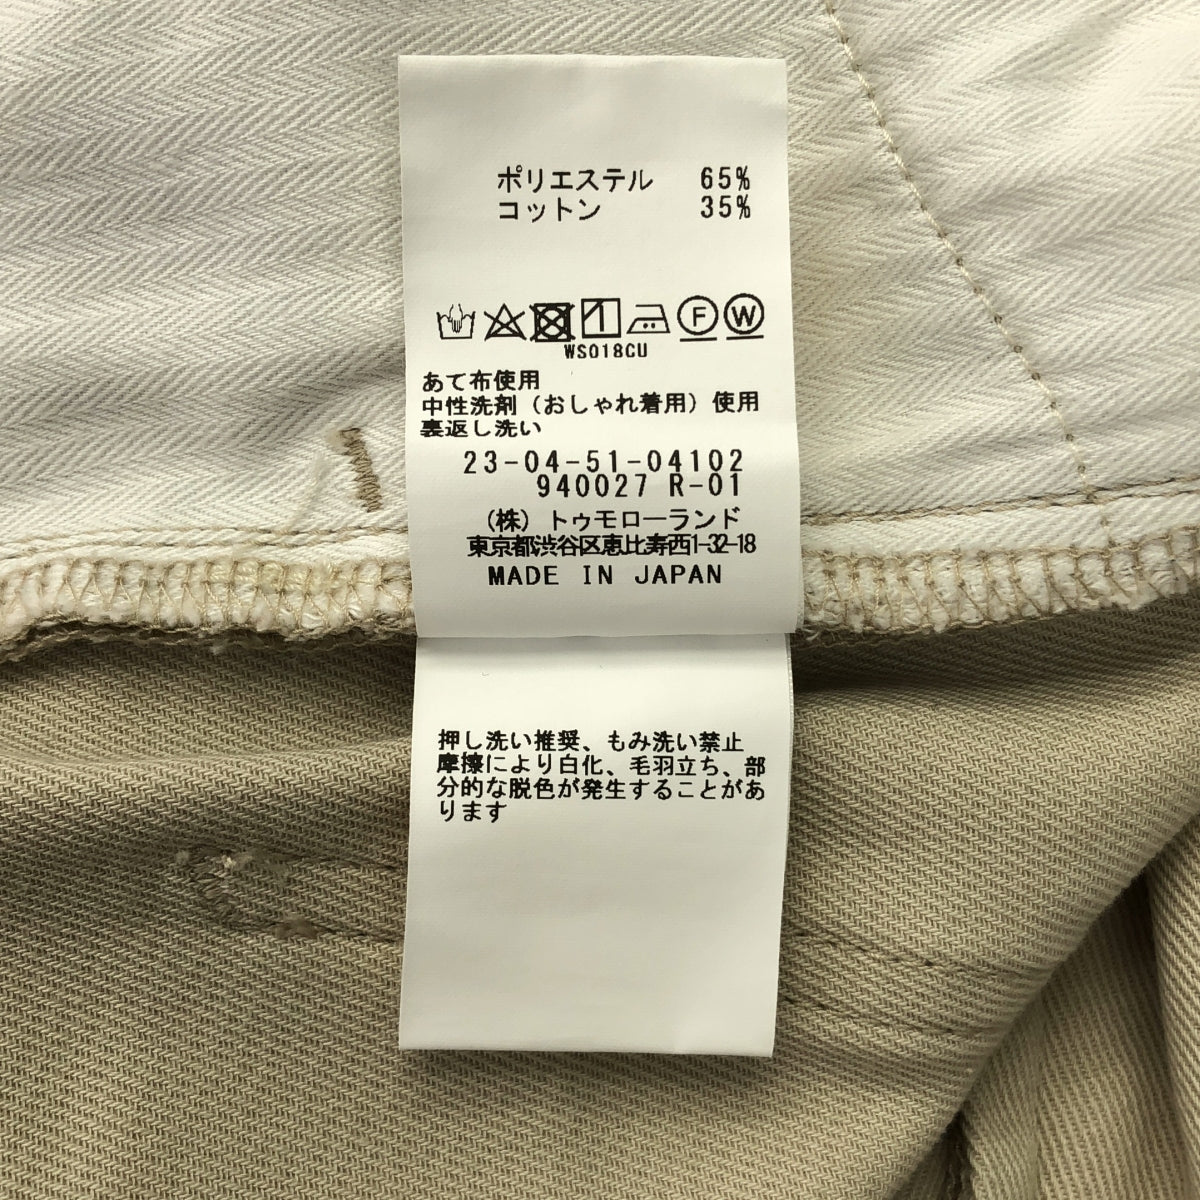 ポリエステル 65%
コットン 35%
F W
WS018CU
あて布使用
中性洗剤（おしゃれ着用）使用
裏返し洗い
23-04-51-04102
940027 R-01
（株）トゥモローランド
東京都渋谷区恵比寿西1-32-18
MADE IN JAPAN
押し洗い推奨、もみ洗い禁止
摩擦により白化、毛羽立ち、部
分的な脱色が発生することがあ
ります